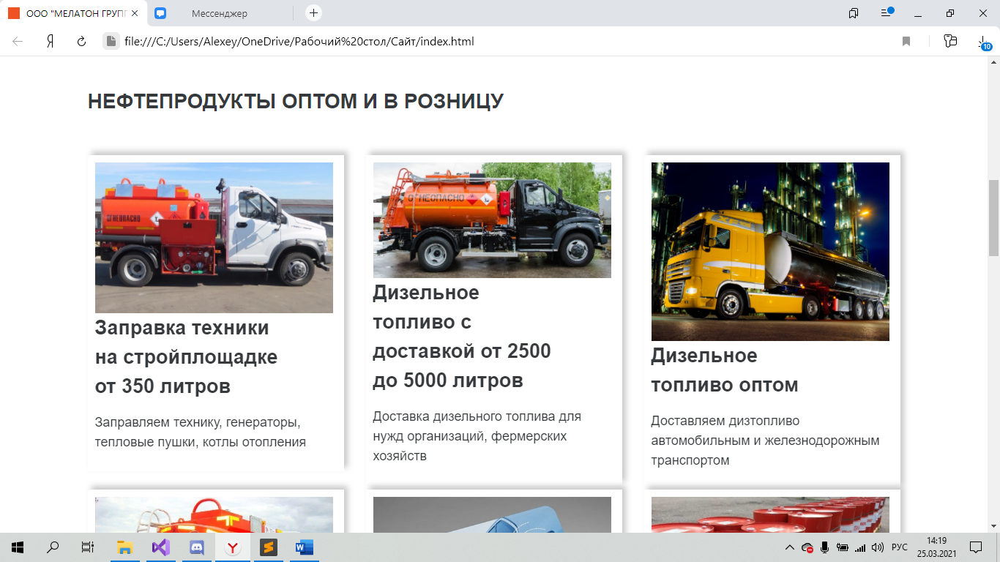 ООО "МЕЛАТОН ГРУПП
Мессенджер
file:///C:/Users/Alexey/OneDrive/Рабочий%20стол/Сайт/index.html
10
НЕФТЕПРОДУКТЫ ОПТОМ И В РОЗНИЦУ
ОГНЕОПАСНО
ОГНЕОПАСНО
Заправка техники
на стройплощадке
от 350 литров
Заправляем технику, генераторы,
тепловые пушки, котлы отопления
Дизельное
топливо с
доставкой от 2500
до 5000 литров
Доставка дизельного топлива для
нужд организаций, фермерских
хозяйств
Дизельное
топливо оптом
Доставляем дизтопливо
автомобильным и железнодорожным
транспортом
РУС
14:19
25.03.2021